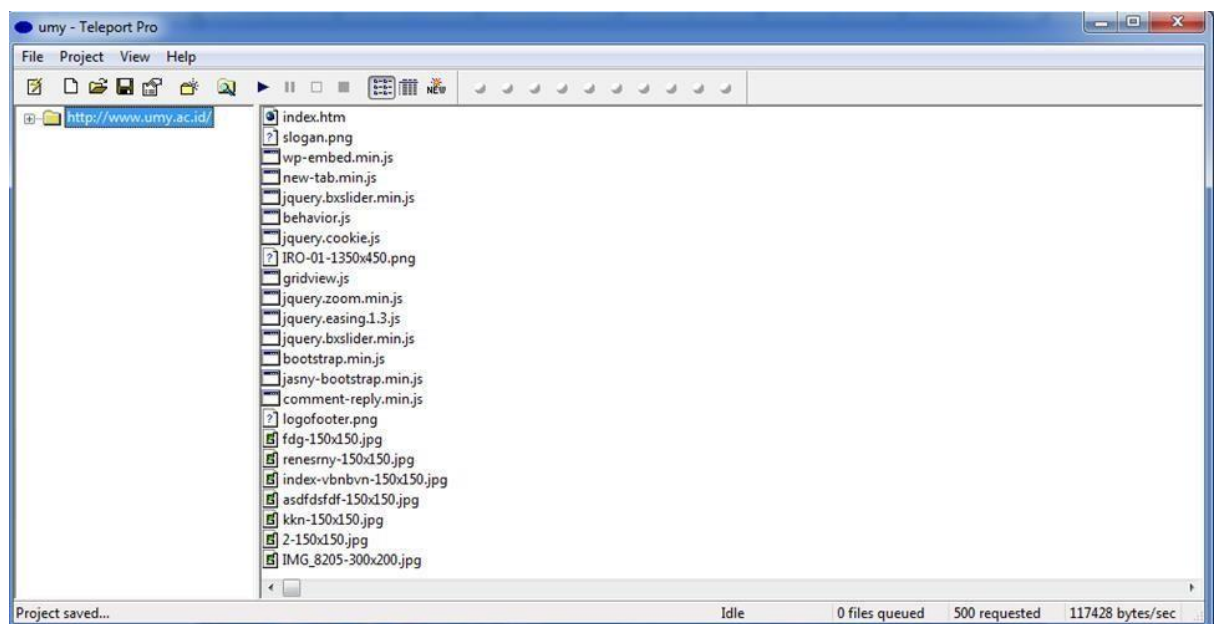 umy - Teleport Pro
File Project View Help
NEW
http://www.umy.ac.id/
index.htm
slogan.png
wp-embed.min.js
new-tab.min.js
jquery.bxslider.min.js
behavior.js
jquery.cookie.js
IRO-01-1350x450.png
gridview.js
jquery.zoom.min.js
jquery.easing.1.3.js
jquery.bxslider.min.js
bootstrap.min.js
jasny-bootstrap.min.js
comment-reply.min.js
logofooter.png
fdg-150x150.jpg
renesrny-150x150.jpg
index-vbnbvn-150x150.jpg
asdfdsfdf-150x150.jpg
kkn-150x150.jpg
2-150x150.jpg
IMG_8205-300x200.jpg
Project saved... Idle 0 files queued 500 requested 117428 bytes/sec